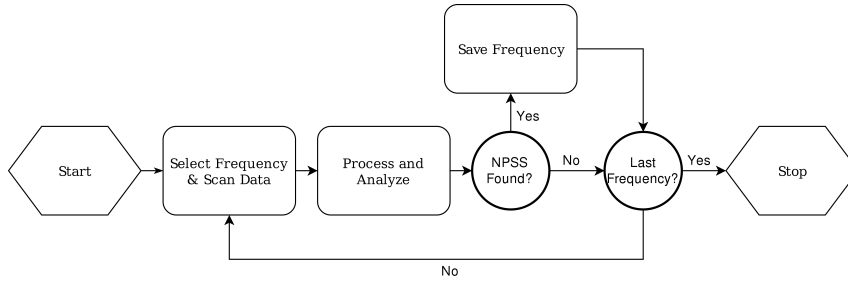 Save Frequency
Yes
Start
Select Frequency
& Scan Data
Process and
Analyze
NPSS
Found?
No
Last
Frequency?
Yes
Stop
No